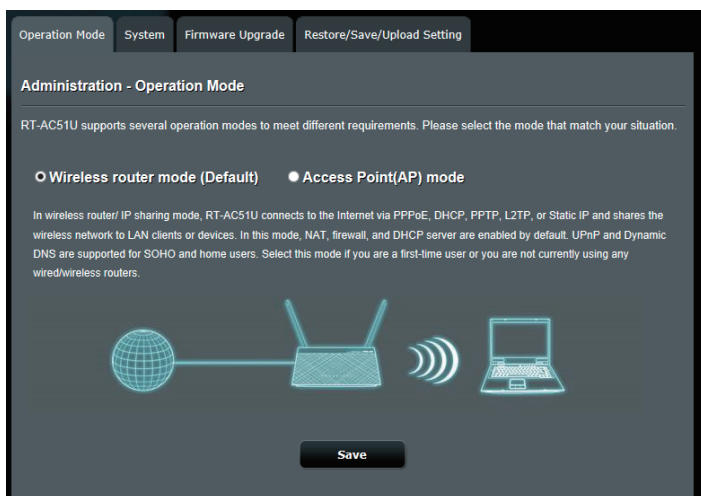 Operation Mode System Firmware Upgrade Restore/Save/Upload Setting
Administration - Operation Mode
RT-AC51U supports several operation modes to meet different requirements. Please select the mode that match your situation.
Wireless router mode (Default) Access Point(AP) mode
In wireless router/ IP sharing mode, RT-AC51U connects to the Internet via PPPoE, DHCP, PPTP, L2TP, or Static IP and shares the
wireless network to LAN clients or devices. In this mode, NAT, firewall, and DHCP server are enabled by default. UPnP and Dynamic
DNS are supported for SOHO and home users. Select this mode if you are a first-time user or you are not currently using any
wired/wireless routers.
Save